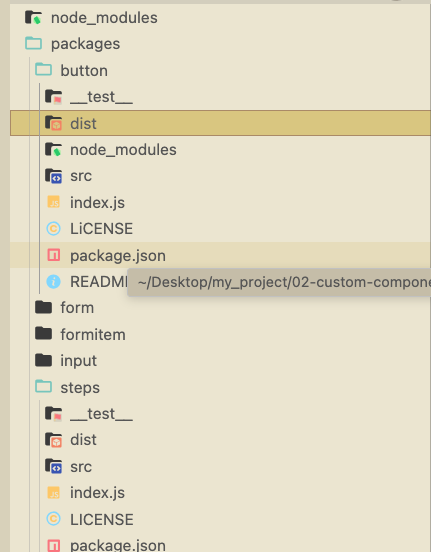 node_modules
packages
button
__test__
dist
node_modules
src
index.js
LiCENSE
package.json
~/Desktop/my_project/02-custom-compone
form
formitem
input
steps
__test__
dist
src
index.js
LICENSE
package.json